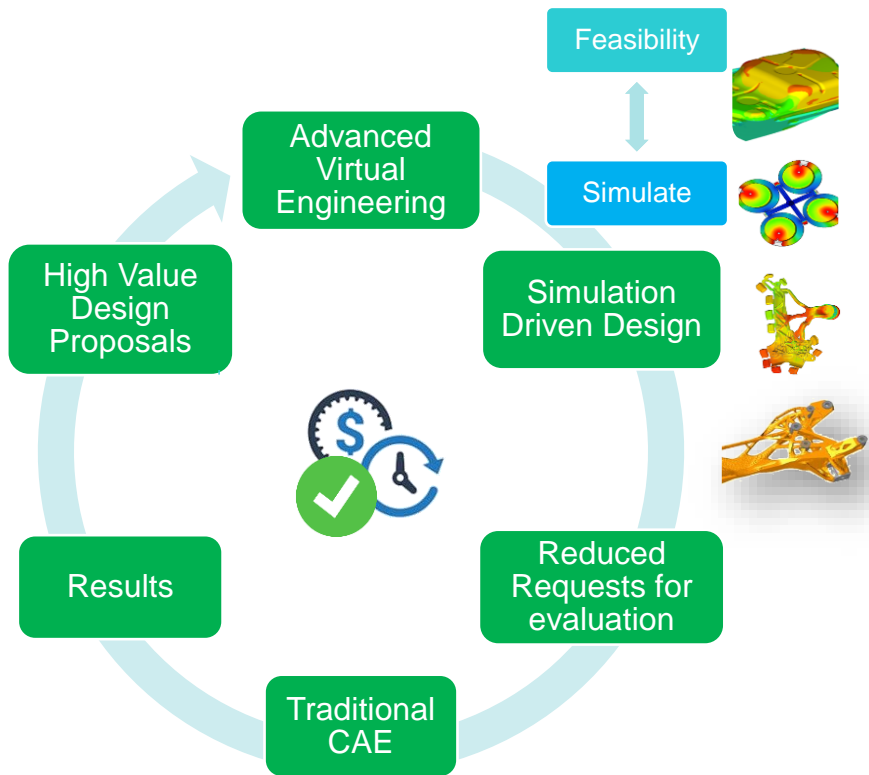 Feasibility
Advanced
Virtual
Engineering
Simulate
High Value
Design
Proposals
Simulation
Driven Design
$
Results
Reduced
Requests for
evaluation
Traditional
CAE